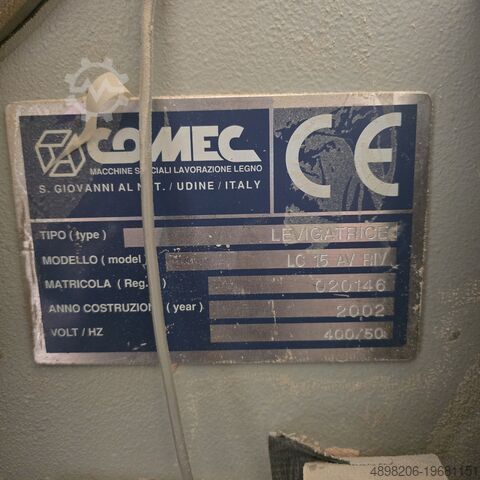 COMEC
MACCHINE SPECIALI LAVORAZIONE LEGNO
S. GIOVANNI AL NAT. / UDINE / ITALY
CE
TIPO (type) LEVIGATRICE
MODELLO (model) LC 15 AV RIV
MATRICOLA (Reg. ) 020146
ANNO COSTRUZIONE (year) 2002
VOLT / HZ 400/50
4898206-19681151